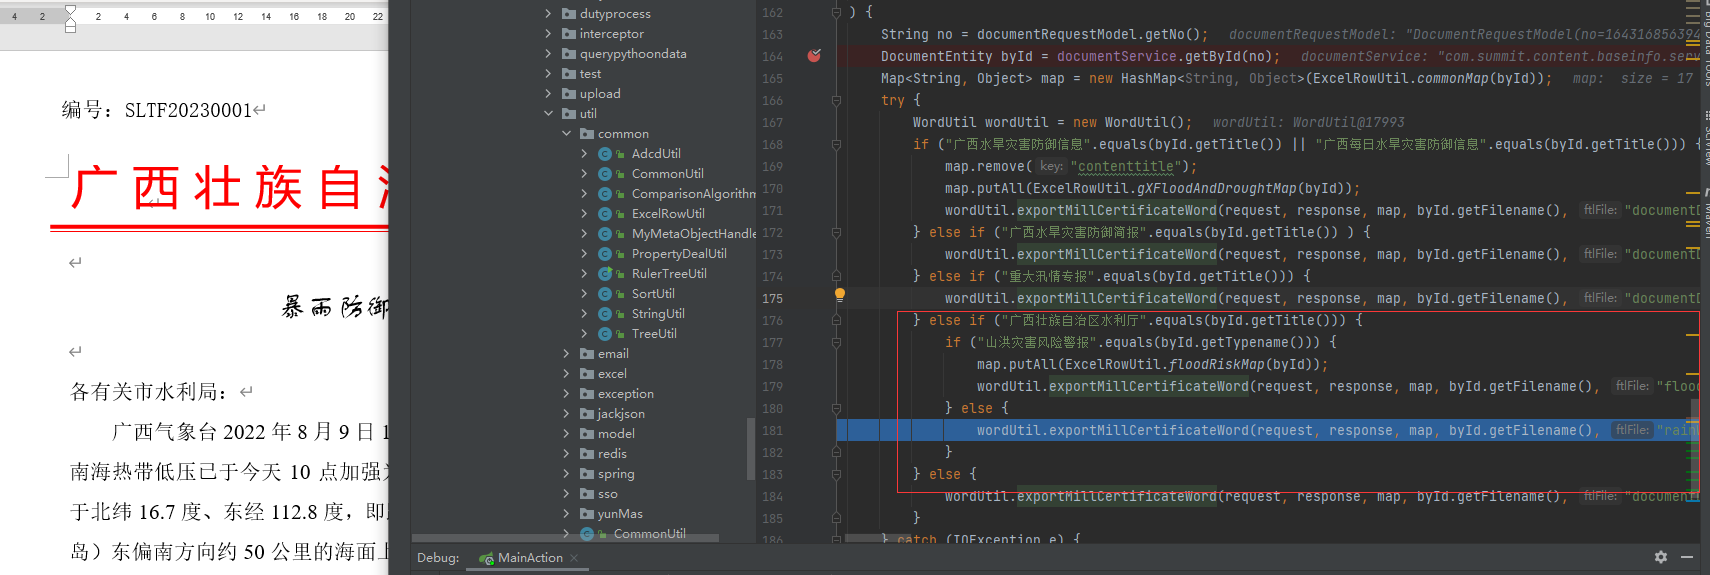 4 2 2 4 6 8 10 12 14 16 18 20 22
编号：SLTF20230001↵
广西壮族自
↵
暴雨防御
↵
各有关市水利局：↵
广西气象台 2022 年 8 月 9 日 1
南海热带低压已于今天 10 点加强
于北纬 16.7 度、东经 112.8 度，即
岛）东偏南方向约 50 公里的海面上
dutyprocess
interceptor
querypythondata
test
upload
util
common
AdcdUtil
CommonUtil
ComparisonAlgorithm
ExcelRowUtil
MyMetaObjectHandle
PropertyDealUtil
RulerTreeUtil
SortUtil
StringUtil
TreeUtil
email
excel
exception
jackjson
model
redis
spring
sso
yunMas
CommonUtil
162 ) {
163 String no = documentRequestModel.getNo(); documentRequestModel: "DocumentRequestModel(no=164316856394
164 DocumentEntity byId = documentService.getById(no); documentService: "com.summit.content.baseinfo.serv
165 Map<String, Object> map = new HashMap<String, Object>(ExcelRowUtil.commonMap(byId)); map: size = 17
166 try {
167 WordUtil wordUtil = new WordUtil(); wordUtil: WordUtil@17993
168 if ("广西水旱灾害防御信息".equals(byId.getTitle()) || "广西每日水旱灾害防御信息".equals(byId.getTitle())) {
169 map.remove( key: "contenttitle");
170 map.putAll(ExcelRowUtil.gXFloodAndDroughtMap(byId));
171 wordUtil.exportMillCertificateWord(request, response, map, byId.getFilename(), ftlFile: "documentD
172 } else if ("广西水旱灾害防御简报".equals(byId.getTitle()) ) {
173 wordUtil.exportMillCertificateWord(request, response, map, byId.getFilename(), ftlFile: "documentD
174 } else if ("重大汛情专报".equals(byId.getTitle())) {
175 wordUtil.exportMillCertificateWord(request, response, map, byId.getFilename(), ftlFile: "documentD
176 } else if ("广西壮族自治区水利厅".equals(byId.getTitle())) {
177 if ("山洪灾害风险警报".equals(byId.getTypename())) {
178 map.putAll(ExcelRowUtil.floodRiskMap(byId));
179 wordUtil.exportMillCertificateWord(request, response, map, byId.getFilename(), ftlFile: "flood
180 } else {
181 wordUtil.exportMillCertificateWord(request, response, map, byId.getFilename(), ftlFile: "rain
182 }
183 } else {
184 wordUtil.exportMillCertificateWord(request, response, map, byId.getFilename(), ftlFile: "document
185 }
186 } catch (IOException e) {
Debug: MainAction ×
Big Data Tools
SciView
Maven